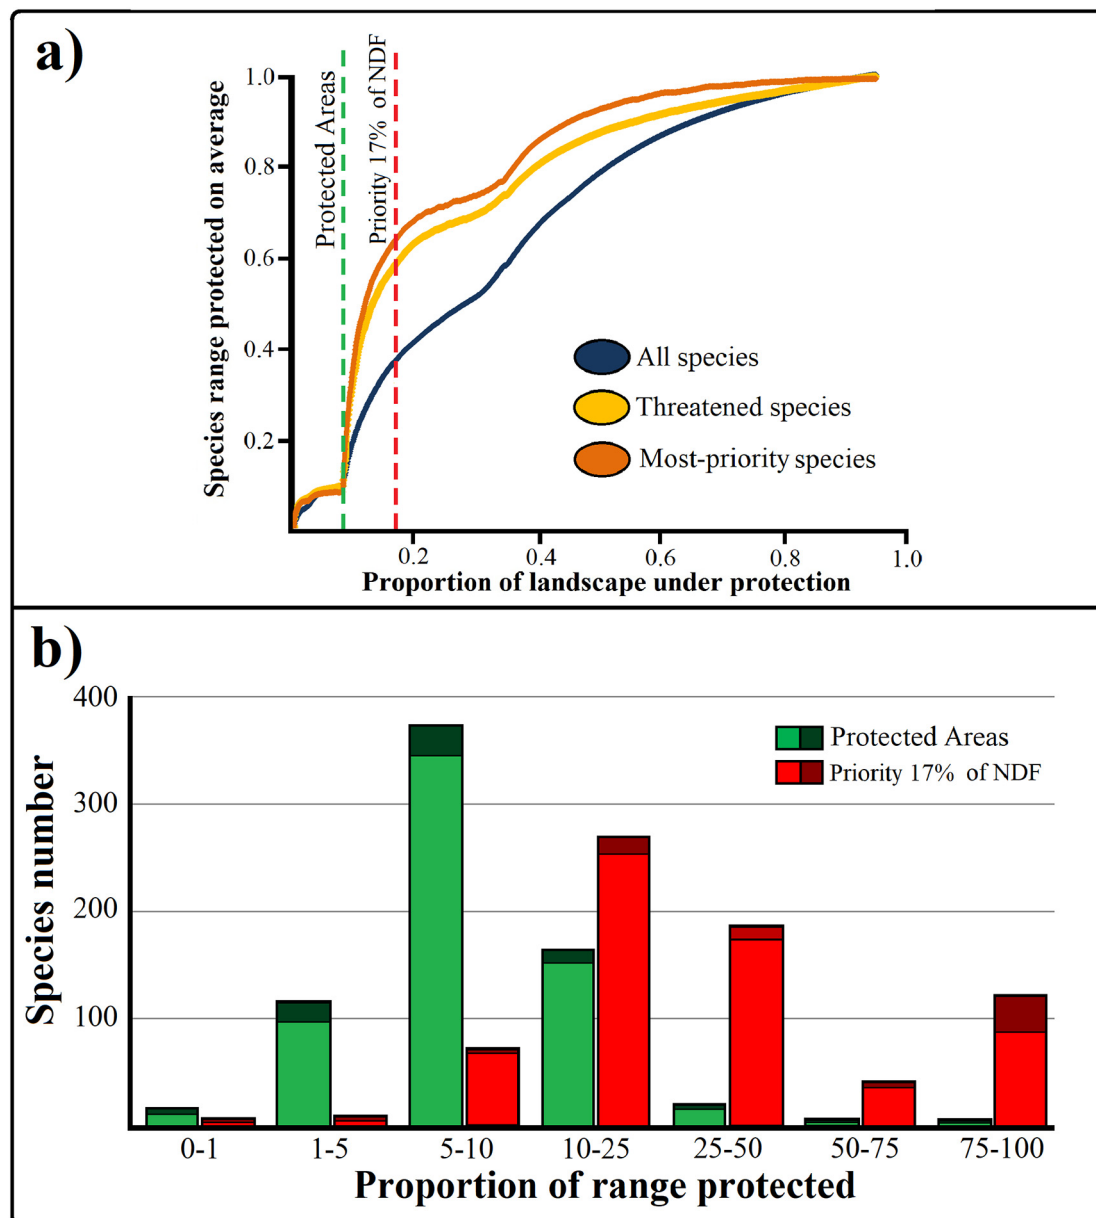 a)
Species range protected on average
1.0
0.8
0.6
0.4
0.2
Protected Areas
Priority 17% of NDF
All species
Threatened species
Most-priority species
0.2 0.4 0.6 0.8 1.0
Proportion of landscape under protection
b)
Species number
400
300
200
100
Protected Areas
Priority 17% of NDF
0-1 1-5 5-10 10-25 25-50 50-75 75-100
Proportion of range protected